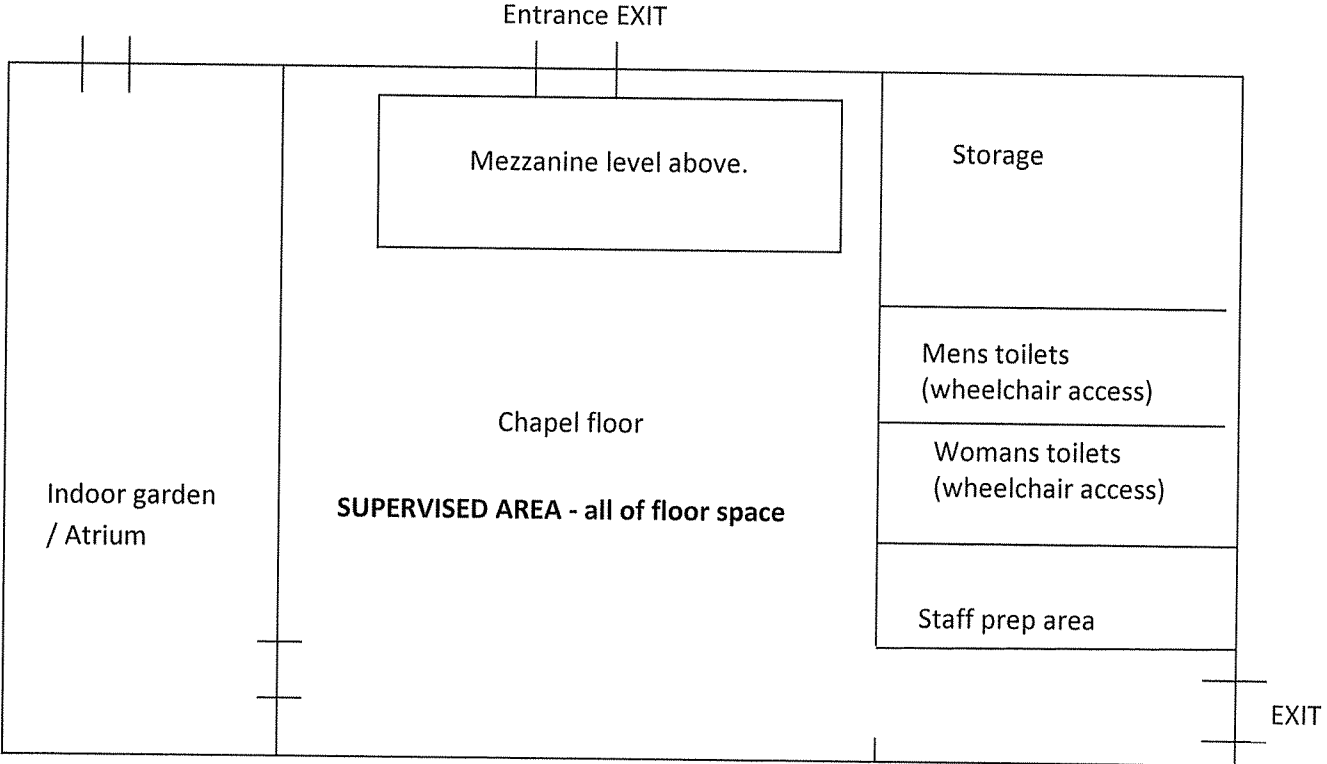 Entrance EXIT
Mezzanine level above.
Storage
Mens toilets
(wheelchair access)
Chapel floor
Womans toilets
(wheelchair access)
Indoor garden
/ Atrium
SUPERVISED AREA - all of floor space
Staff prep area
EXIT